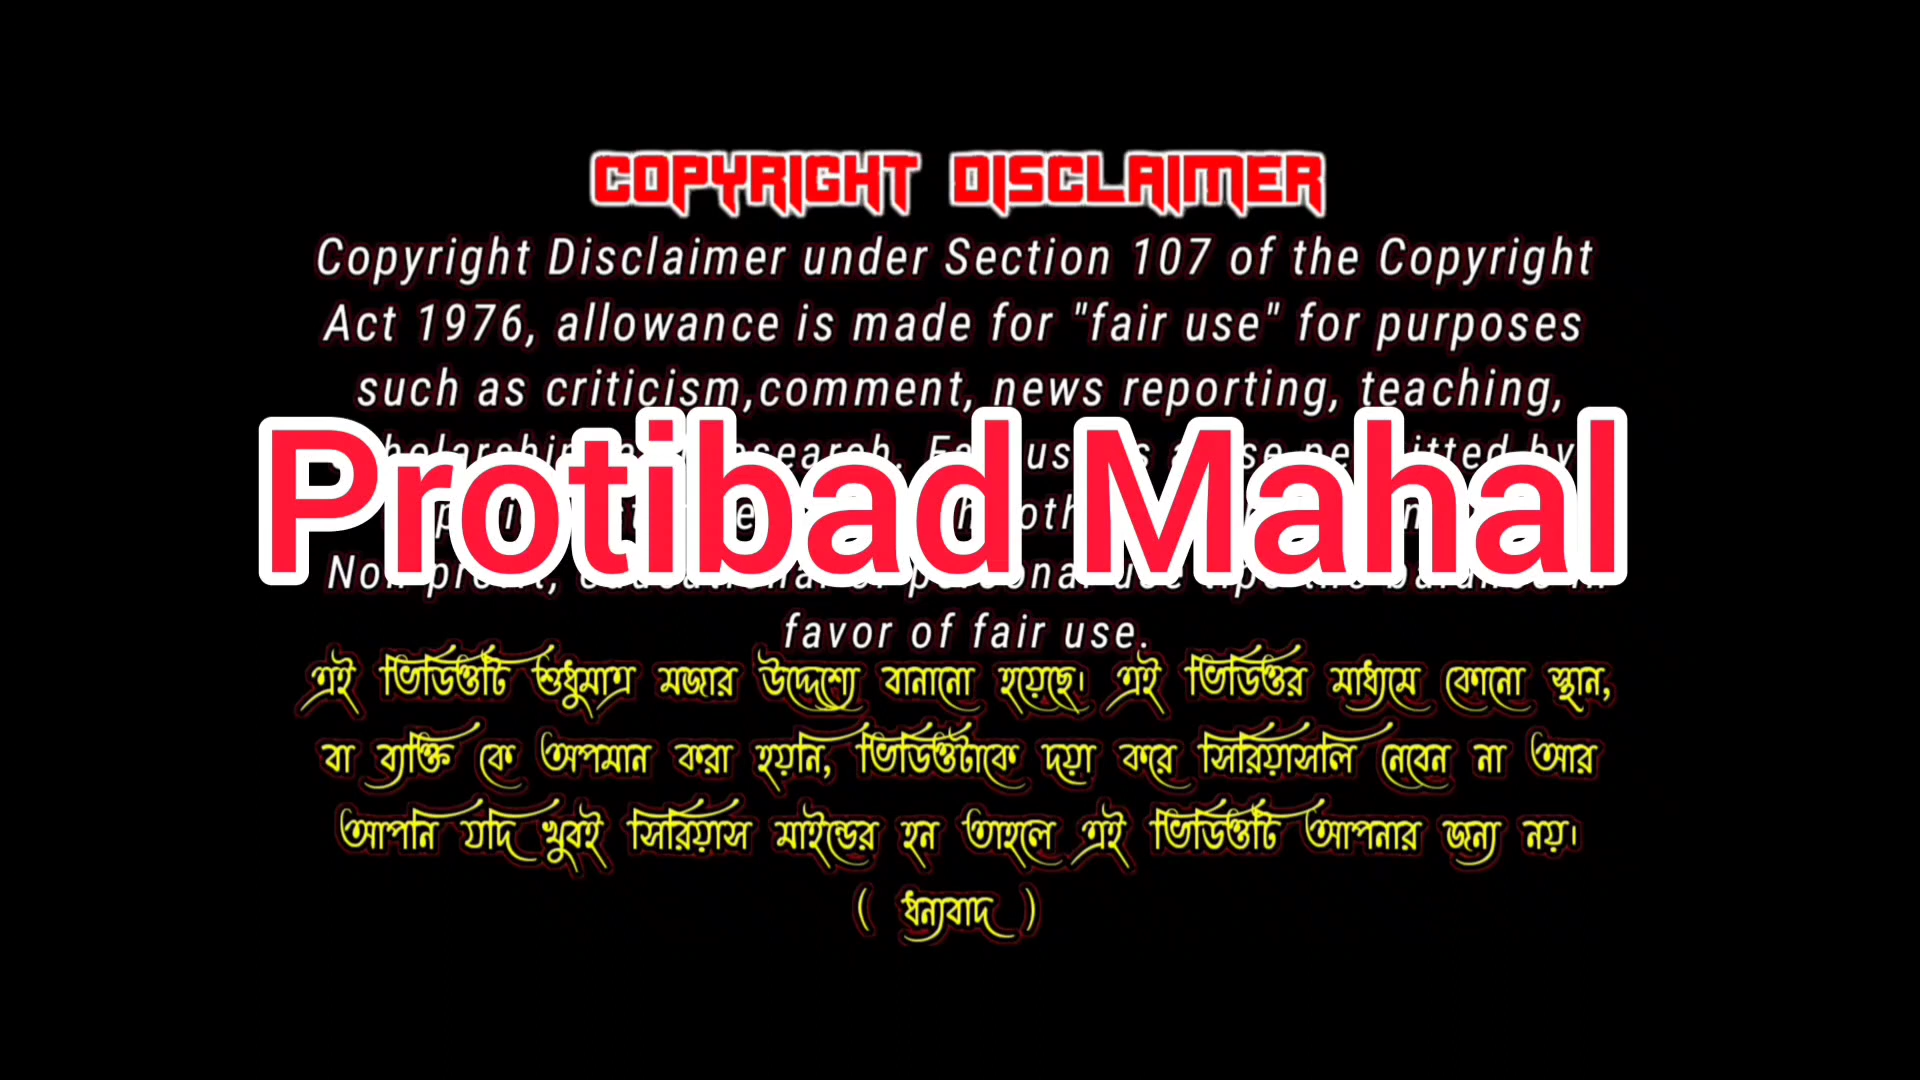 COPYRIGHT DISCLAIMER
Copyright Disclaimer under Section 107 of the Copyright
Act 1976, allowance is made for "fair use" for purposes
such as criticism,comment, news reporting, teaching,
Protibad Mahal
favor of fair use.
এই ভিডিওটি শুধুমাত্র মজার উদ্দেশ্যে বানানো হয়েছে। এই ভিডিওর মাধ্যমে কোনো স্থান,
বা ব্যক্তি কে অপমান করা হয়নি, ভিডিওটাকে দয়া করে সিরিয়াসলি নেবেন না আর
আপনি যদি খুবই সিরিয়াস মাইন্ডের হন তাহলে এই ভিডিওটি আপনার জন্য নয়।
( ধন্যবাদ )